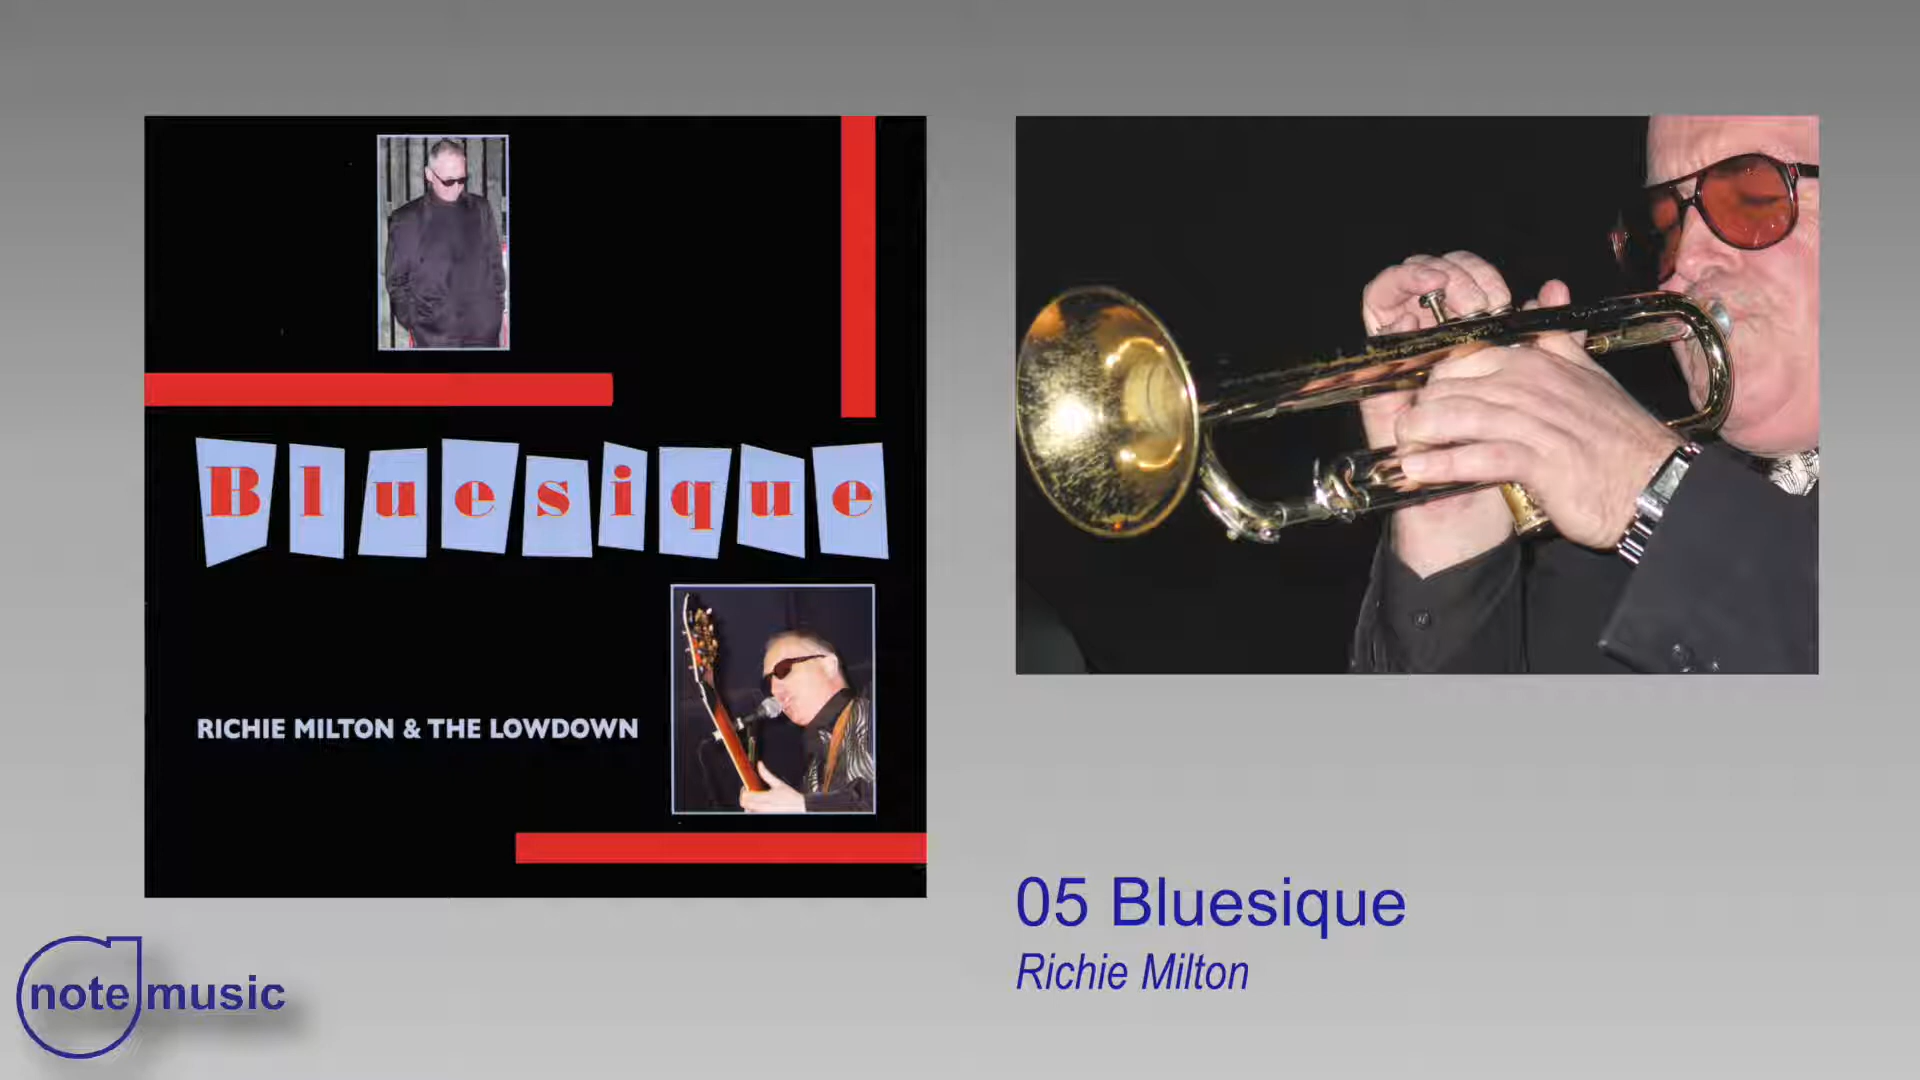 Bluesique
RICHIE MILTON & THE LOWDOWN
05 Bluesique
Richie Milton
note music